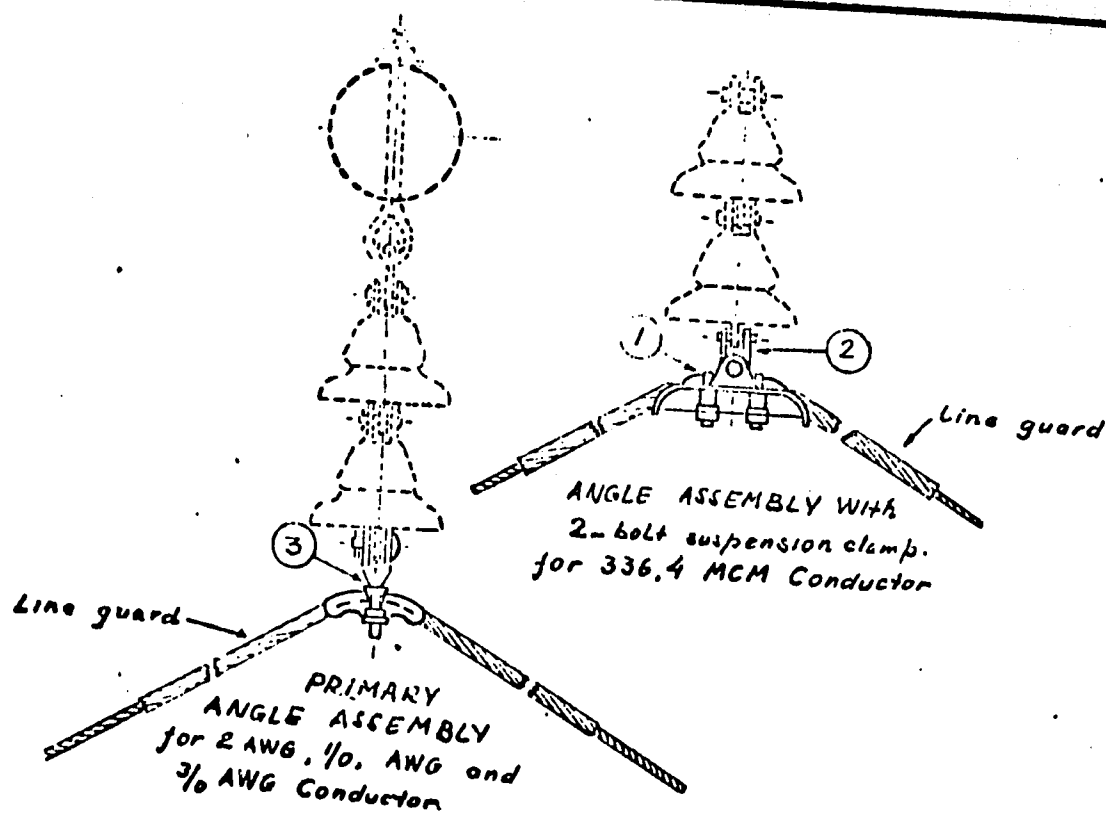 1
2
Line guard
ANGLE ASSEMBLY With
2-bolt suspension clamp.
for 336.4 MCM Conductor
3
Line guard
PRIMARY
ANGLE ASSEMBLY
for 2 AWG, 1/0, AWG and
3/0 AWG Conductor